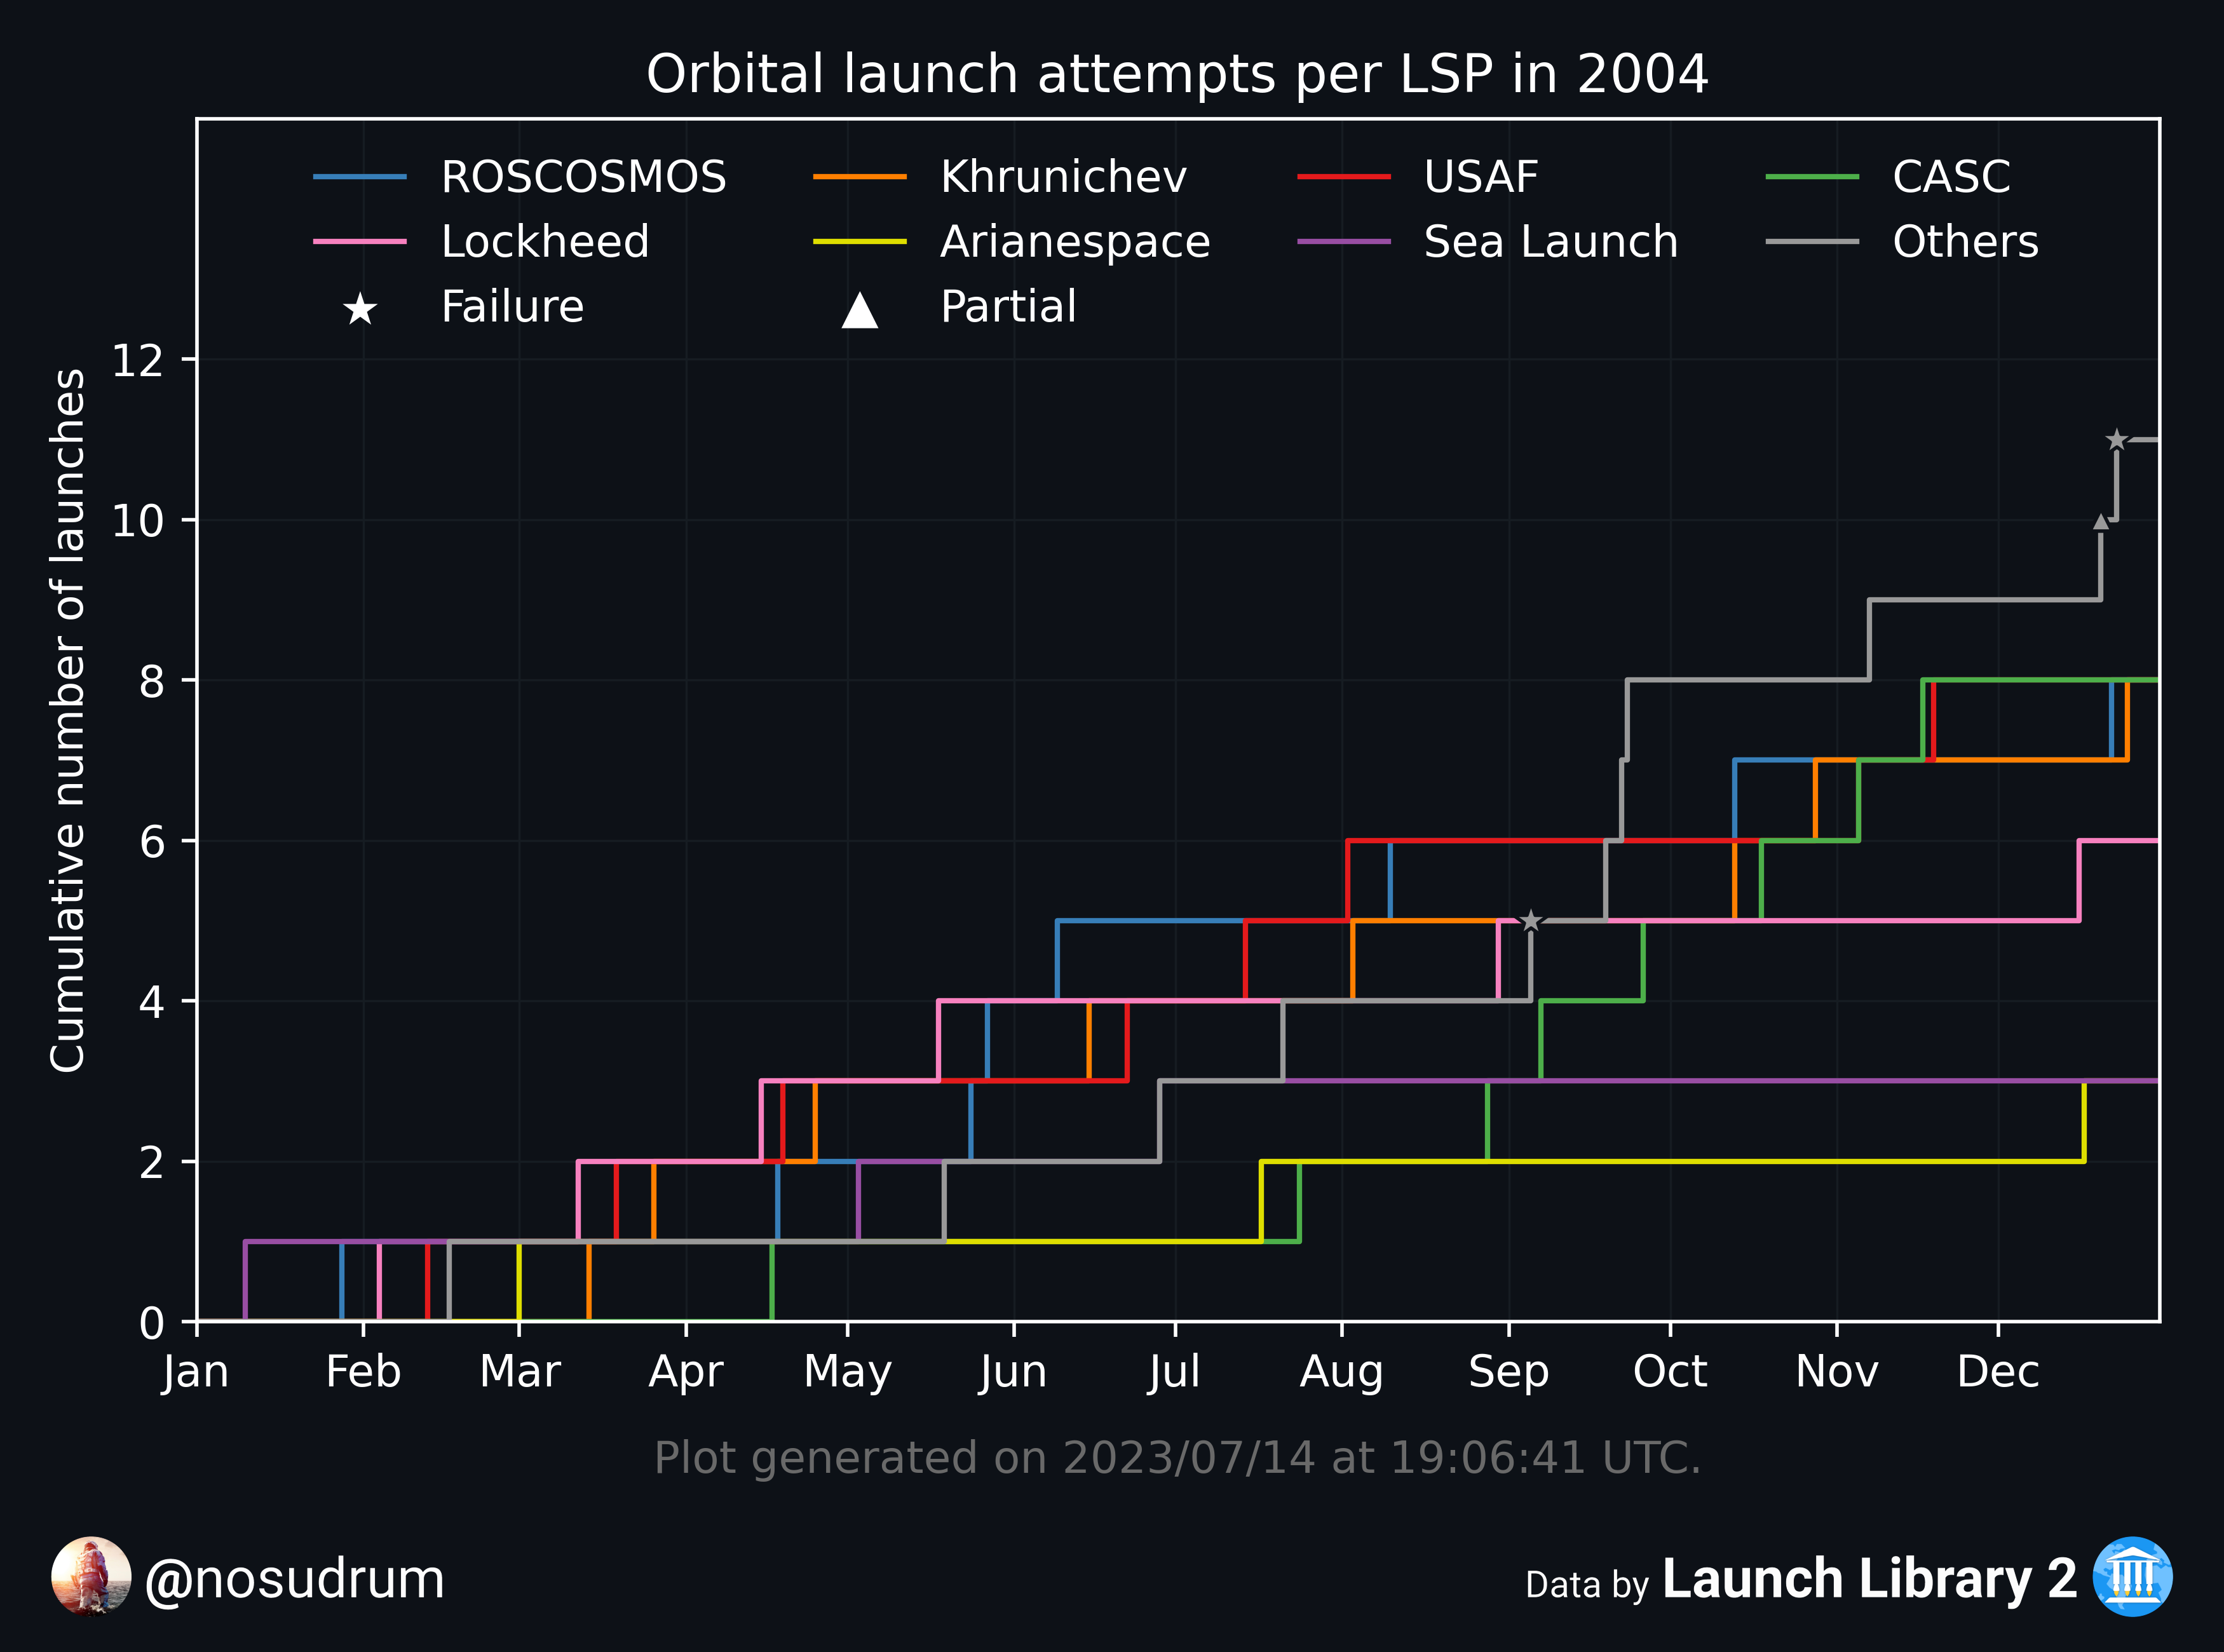 Orbital launch attempts per LSP in 2004
ROSCOSMOS Khrunichev USAF CASC
Lockheed Arianespace Sea Launch Others
Failure Partial
Cumulative number of launches
12
10
8
6
4
2
0
Jan Feb Mar Apr May Jun Jul Aug Sep Oct Nov Dec
Plot generated on 2023/07/14 at 19:06:41 UTC.
@nosudrum
Data by Launch Library 2